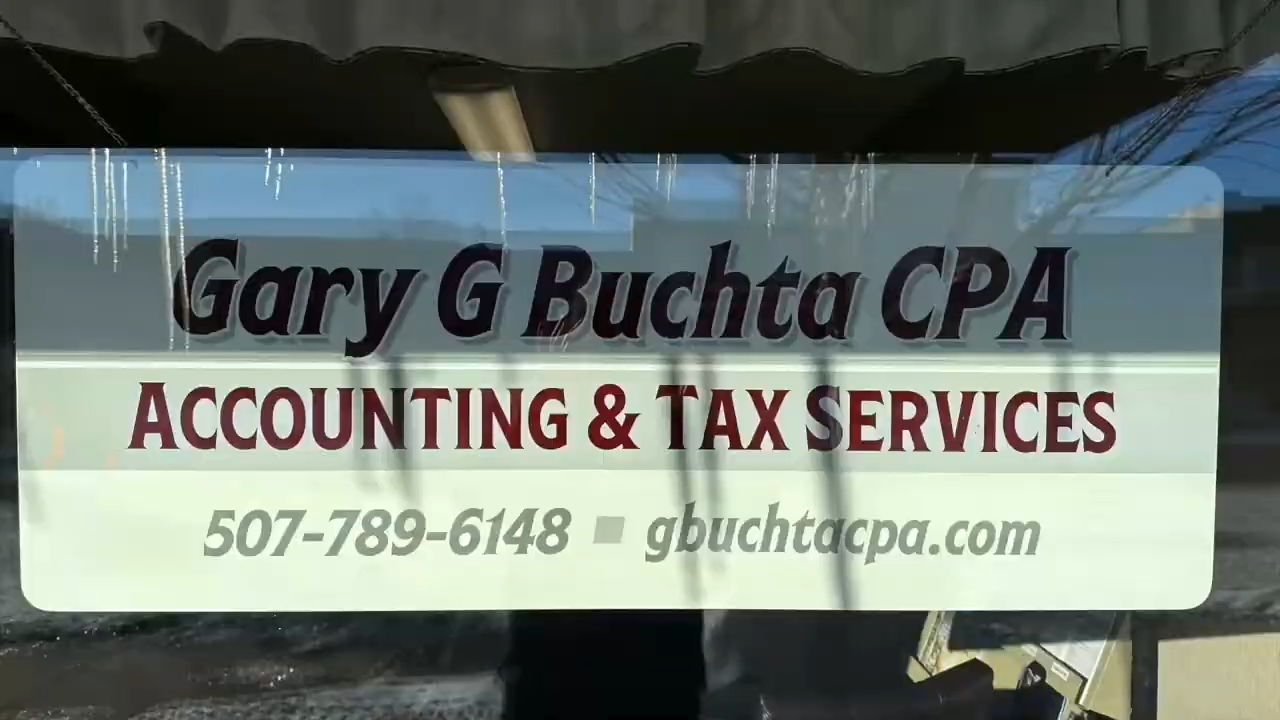 Gary G Buchta CPA
ACCOUNTING & TAX SERVICES
507-789-6148 ■ gbuchtacpa.com